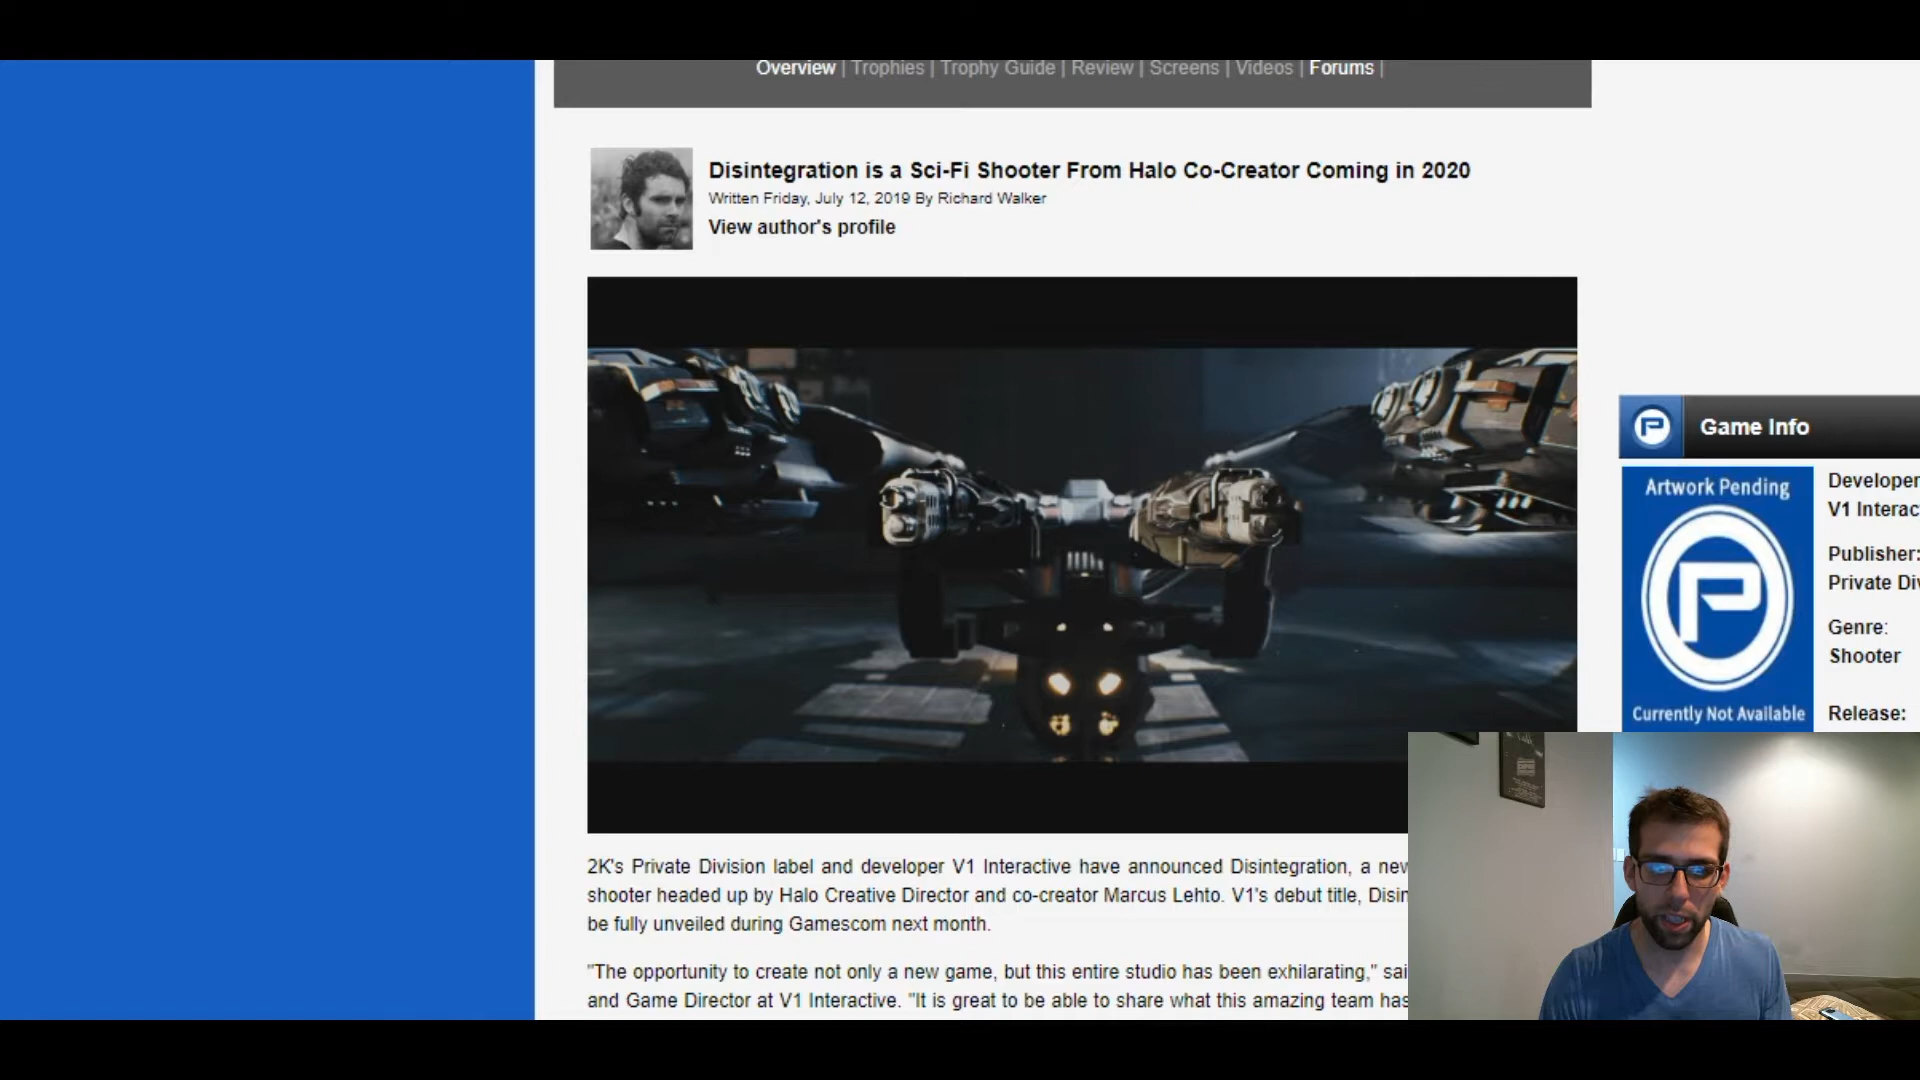 Overview | Trophies | Trophy Guide | Review | Screens | Videos | Forums |
Disintegration is a Sci-Fi Shooter From Halo Co-Creator Coming in 2020
Written Friday, July 12, 2019 By Richard Walker
View author's profile
Game Info
Artwork Pending
Currently Not Available
Developer
V1 Interac
Publisher:
Private Div
Genre:
Shooter
Release:
2K's Private Division label and developer V1 Interactive have announced Disintegration, a new
shooter headed up by Halo Creative Director and co-creator Marcus Lehto. V1's debut title, Disin
be fully unveiled during Gamescom next month.
"The opportunity to create not only a new game, but this entire studio has been exhilarating," sai
and Game Director at V1 Interactive. "It is great to be able to share what this amazing team has